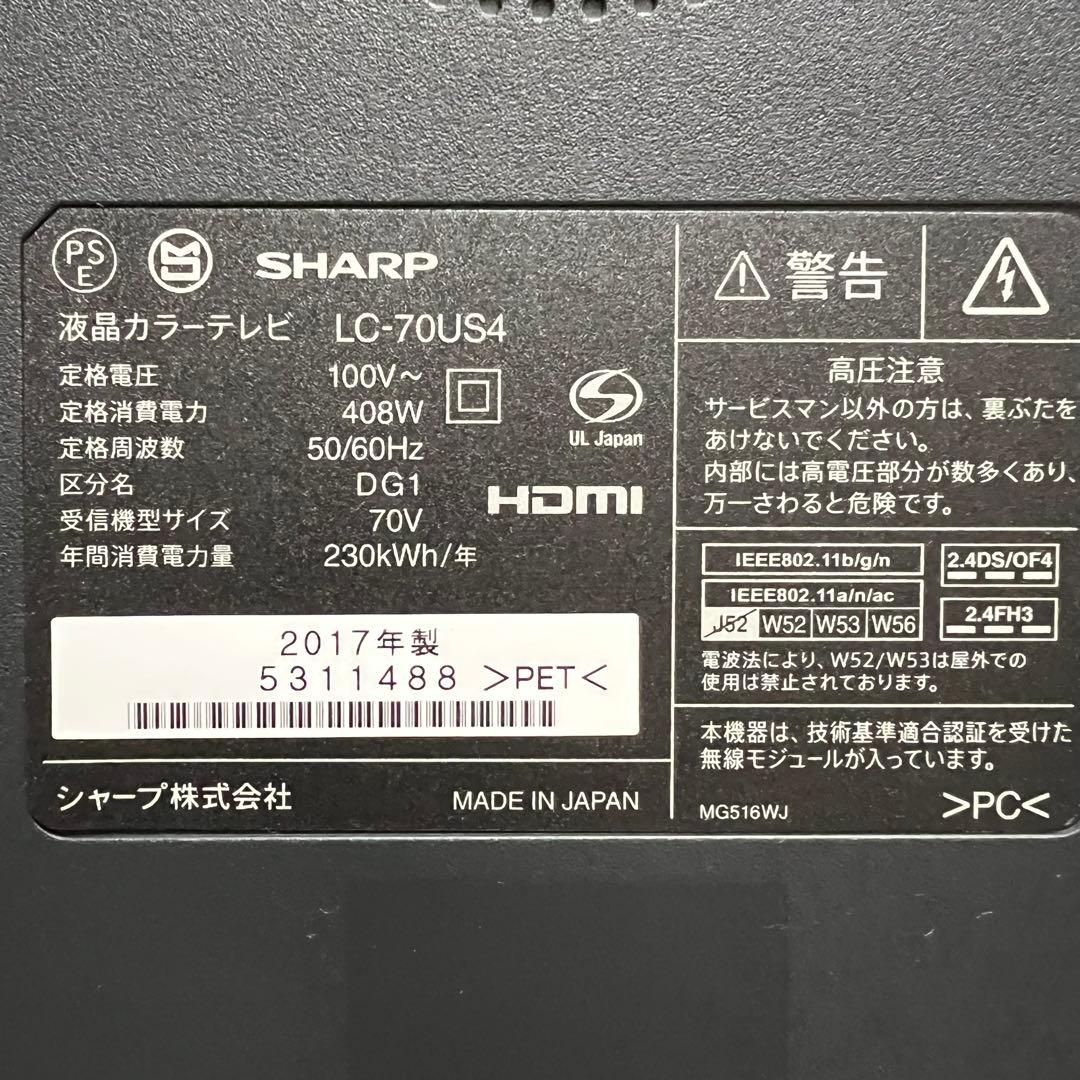 PS
E
SHARP
液晶カラーテレビ LC-70US4
定格電圧 100V～
定格消費電力 408W
定格周波数 50/60Hz
区分名 DG1
受信機型サイズ 70V
年間消費電力量 230kWh/年
UL Japan
HDMI
2017年製
5311488 >PET<
シャープ株式会社 MADE IN JAPAN
警告
高圧注意
サービスマン以外の方は、裏ぶたを
あけないでください。
内部には高電圧部分が数多くあり、
万一さわると危険です。
IEEE802.11b/g/n
IEEE802.11a/n/ac
J52 W52 W53 W56
2.4DS/OF4
2.4FH3
電波法により、W52/W53は屋外での
使用は禁止されております。
本機器は、技術基準適合認証を受けた
無線モジュールが入っています。
MG516WJ >PC<